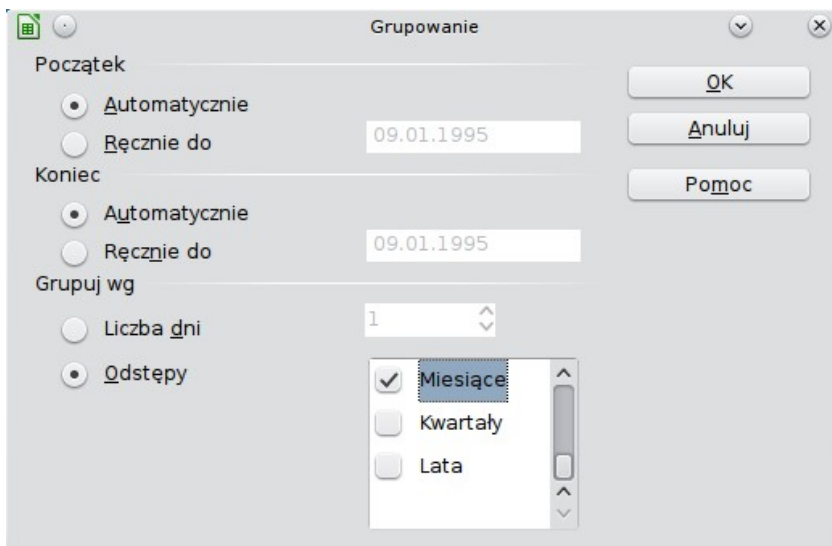 Grupowanie
Początek
OK
Automatycznie
Ręcznie do 09.01.1995
Anuluj
Koniec
Pomoc
Automatycznie
Ręcznie do 09.01.1995
Grupuj wg
Liczba dni 1
Odstępy
Miesiące
Kwartały
Lata